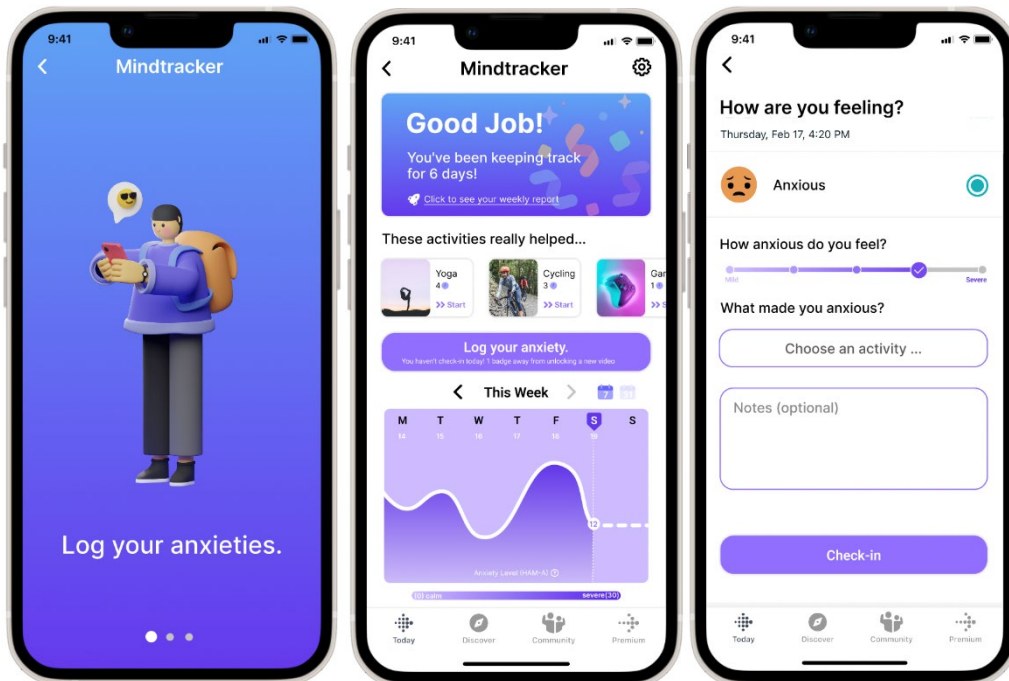 9:41
Mindtracker
Log your anxieties.
9:41
Mindtracker
Good Job!
You've been keeping track
for 6 days!
Click to see your weekly report
These activities really helped...
Yoga
4
>> Start
Cycling
3
>> Start
Gar
1
>> S
Log your anxiety.
You haven't check-in today! 1 badge away from unlocking a new video
This Week
7
31
M T W T F S S
14 15 16 17 18 19
12
Anxiety Level (HAM-A) ?
(0) calm severe(30)
Today Discover Community Premium
9:41
How are you feeling?
Thursday, Feb 17, 4:20 PM
Anxious
How anxious do you feel?
Mild Severe
What made you anxious?
Choose an activity ...
Notes (optional)
Check-in
Today Discover Community Premium